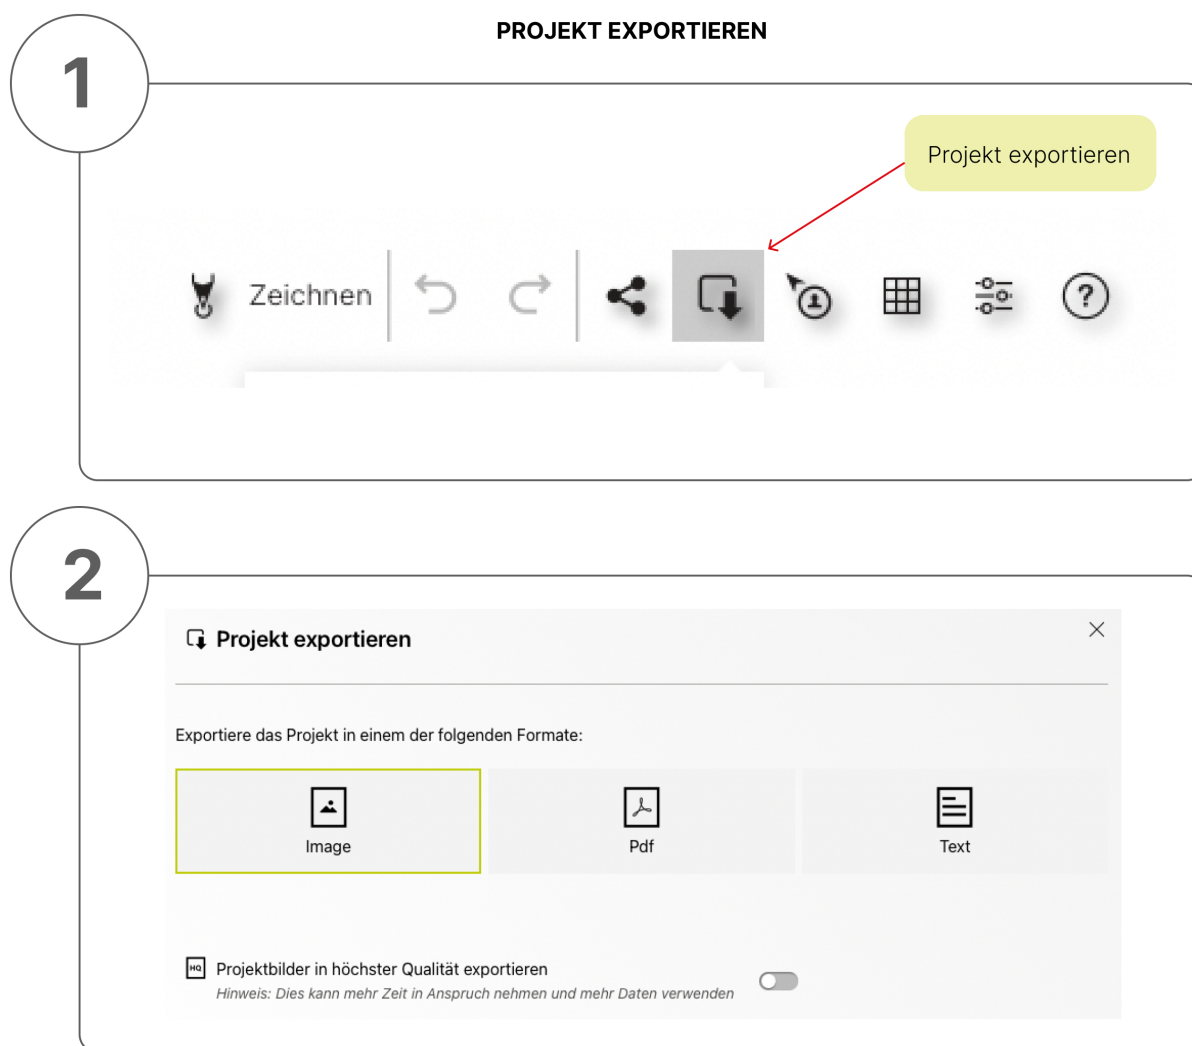 PROJEKT EXPORTIEREN
1
Projekt exportieren
Zeichnen
?
2
Projekt exportieren
Exportiere das Projekt in einem der folgenden Formate:
Image
Pdf
Text
HQ Projektbilder in höchster Qualität exportieren
Hinweis: Dies kann mehr Zeit in Anspruch nehmen und mehr Daten verwenden